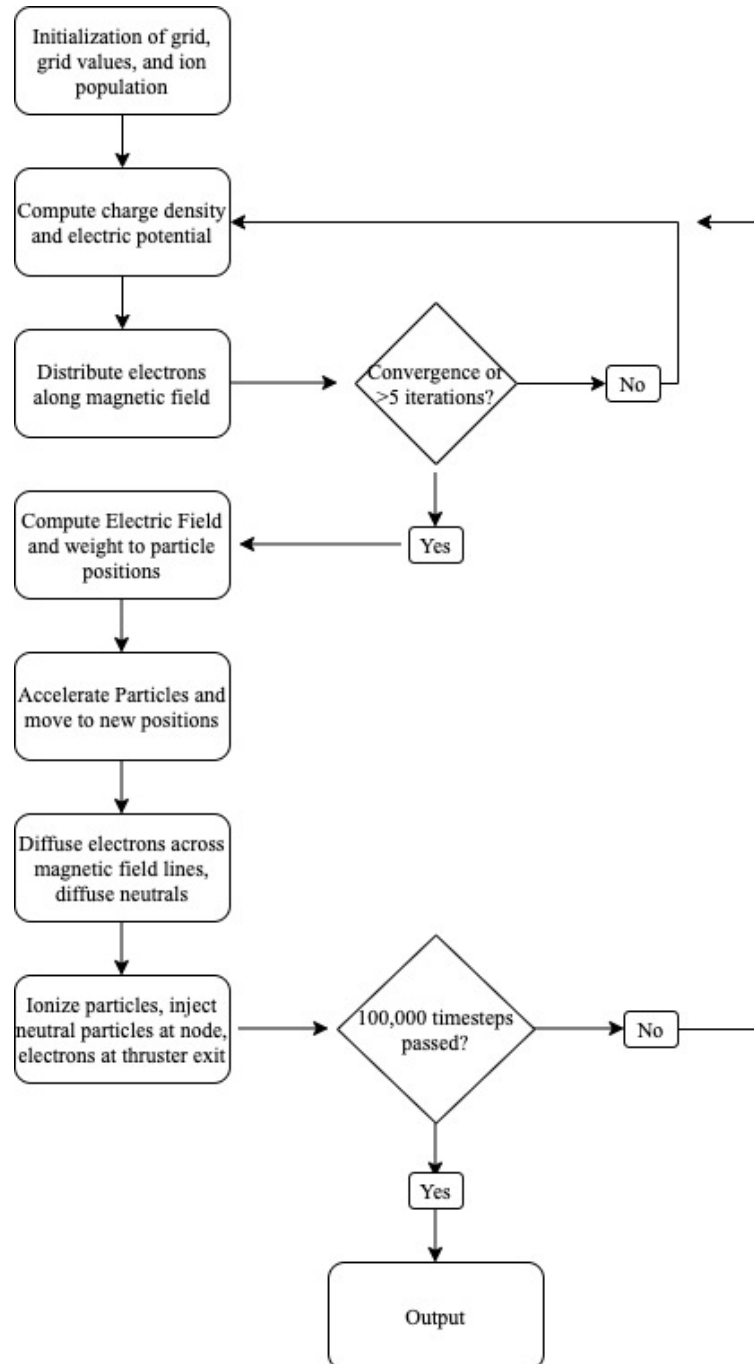 Initialization of grid,
grid values, and ion
population
Compute charge density
and electric potential
Distribute electrons
along magnetic field
Convergence or
>5 iterations?
No
Yes
Compute Electric Field
and weight to particle
positions
Accelerate Particles and
move to new positions
Diffuse electrons across
magnetic field lines,
diffuse neutrals
Ionize particles, inject
neutral particles at node,
electrons at thruster exit
100,000 timesteps
passed?
No
Yes
Output